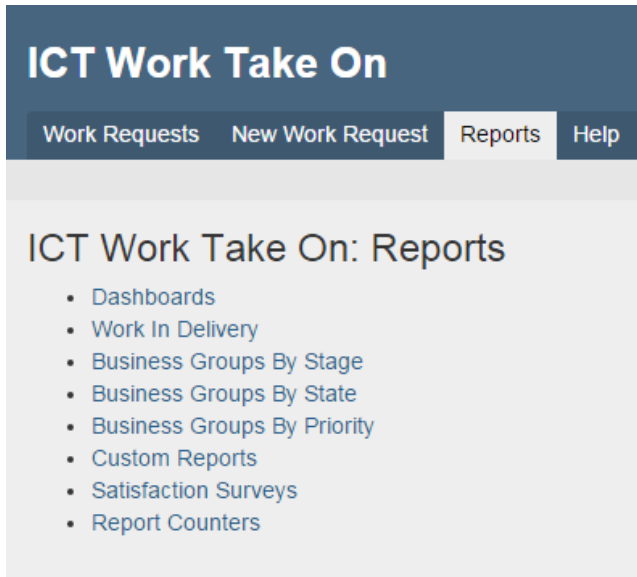 ICT Work Take On
Work Requests New Work Request Reports Help
ICT Work Take On: Reports
• Dashboards
• Work In Delivery
• Business Groups By Stage
• Business Groups By State
• Business Groups By Priority
• Custom Reports
• Satisfaction Surveys
• Report Counters